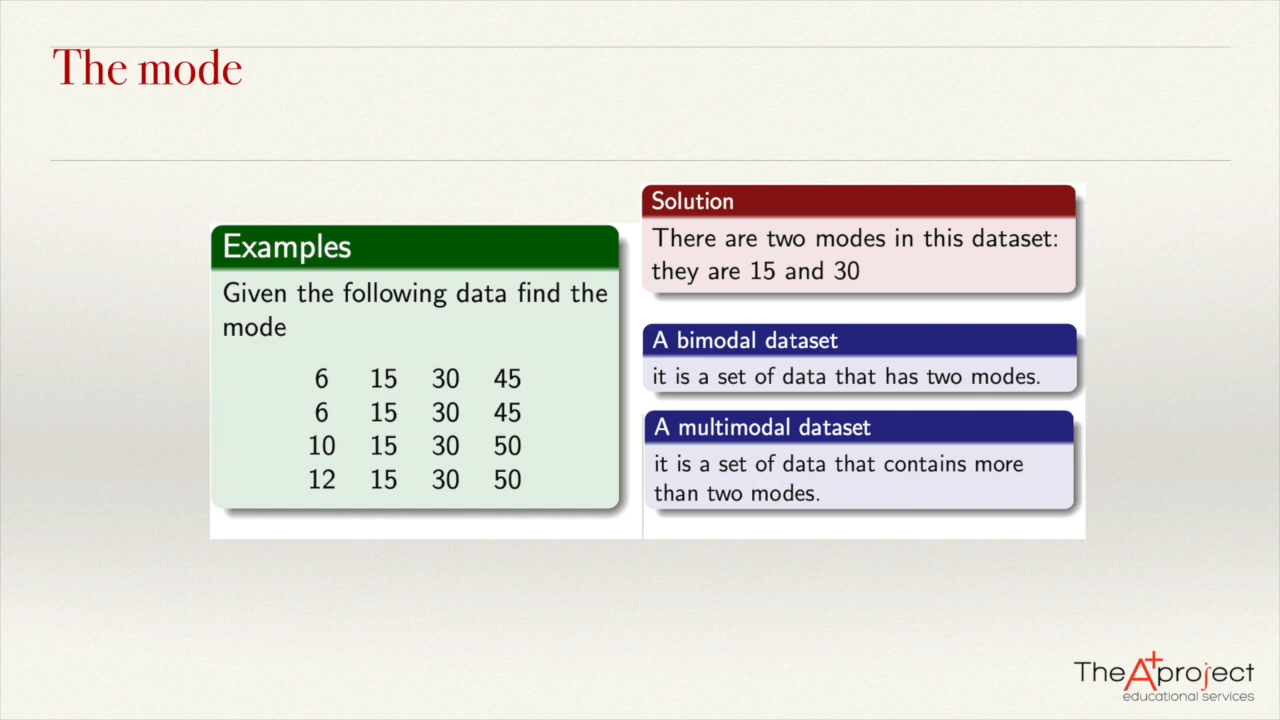 The mode
Examples
Given the following data find the
mode
6 15 30 45
6 15 30 45
10 15 30 50
12 15 30 50
Solution
There are two modes in this dataset:
they are 15 and 30
A bimodal dataset
it is a set of data that has two modes.
A multimodal dataset
it is a set of data that contains more
than two modes.
The A+ project
educational services